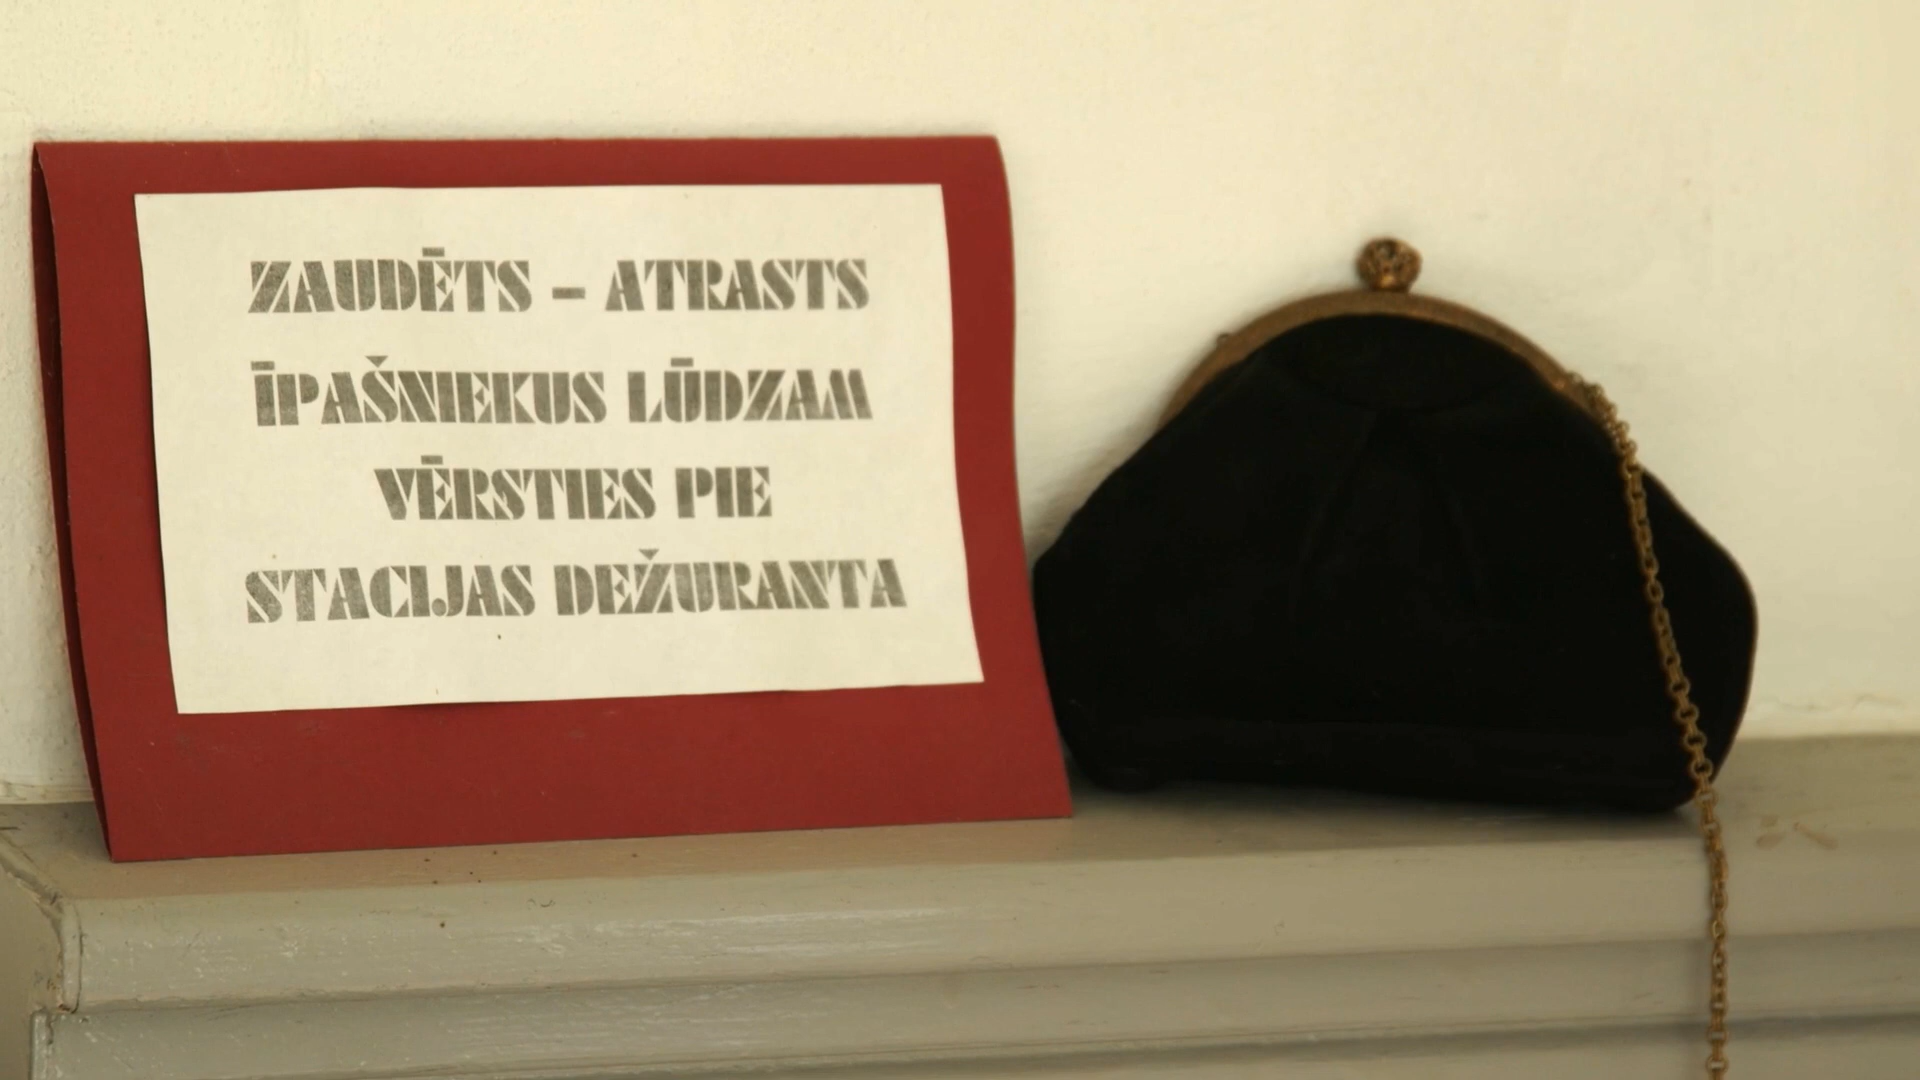 ZAUDĒTS – ATRASTS
ĪPAŠNIEKUS LŪDZAM
VĒRSTIES PIE
STACIJAS DEŽURANTA